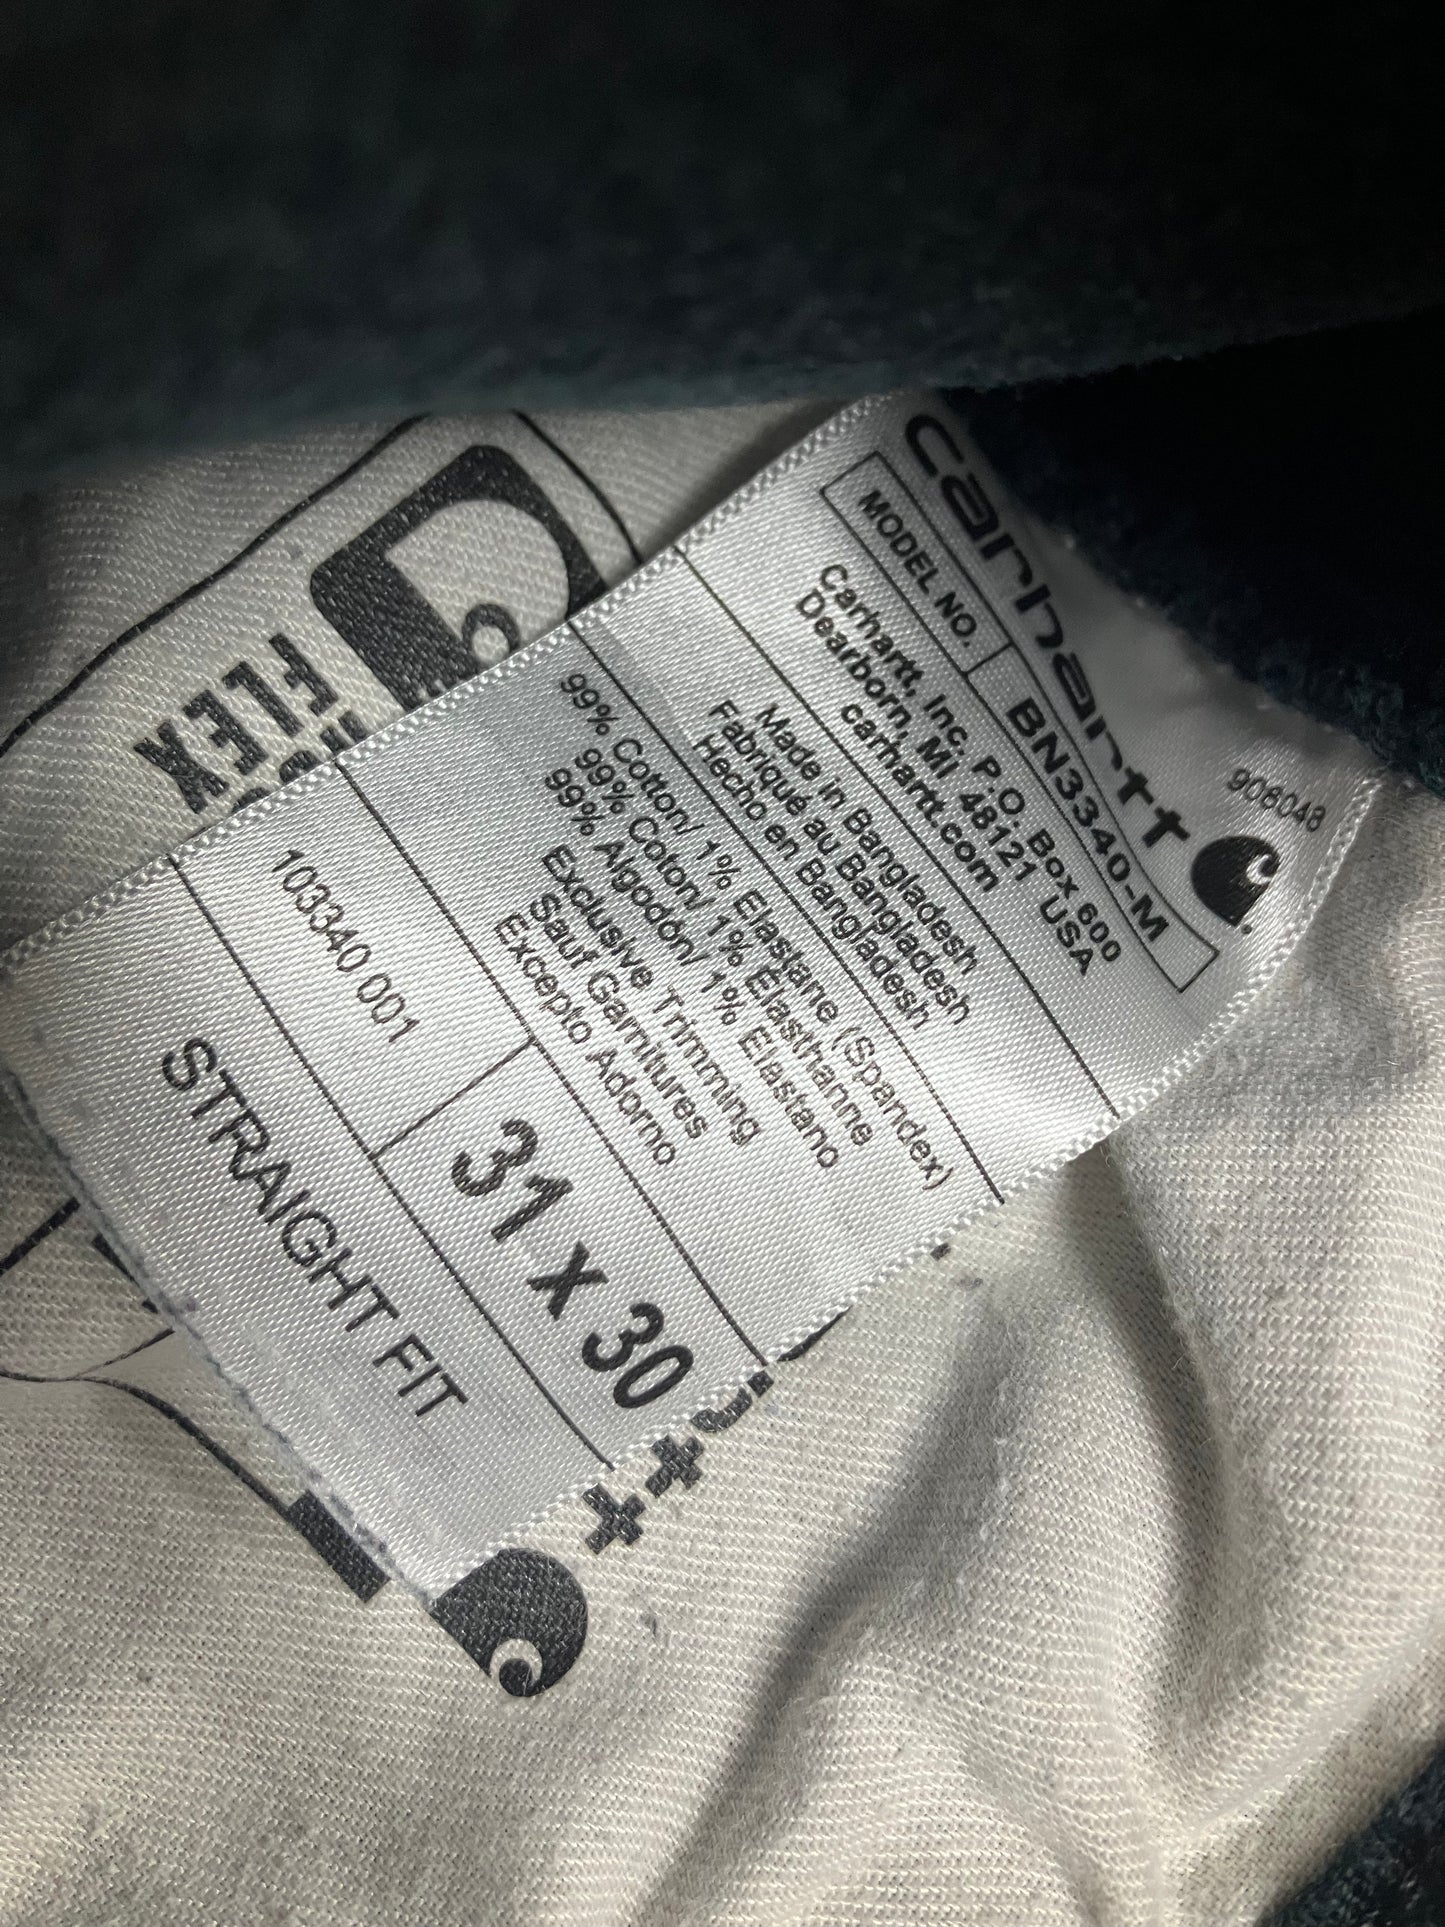 carhartt
906048
MODEL NO.
BN3340-M
Carhartt, Inc. P.O. Box 600
Dearborn, MI 48121 USA
carhartt.com
Made in Bangladesh
Fabriqué au Bangladesh
Hecho en Bangladesh
99% Cotton/ 1% Elastane (Spandex)
99% Coton/ 1% Élasthanne
99% Algodón/ 1% Elastano
Exclusive Trimming
Sauf Garnitures
Excepto Adorno
103340 001
31 x 30
STRAIGHT FIT
FLEX